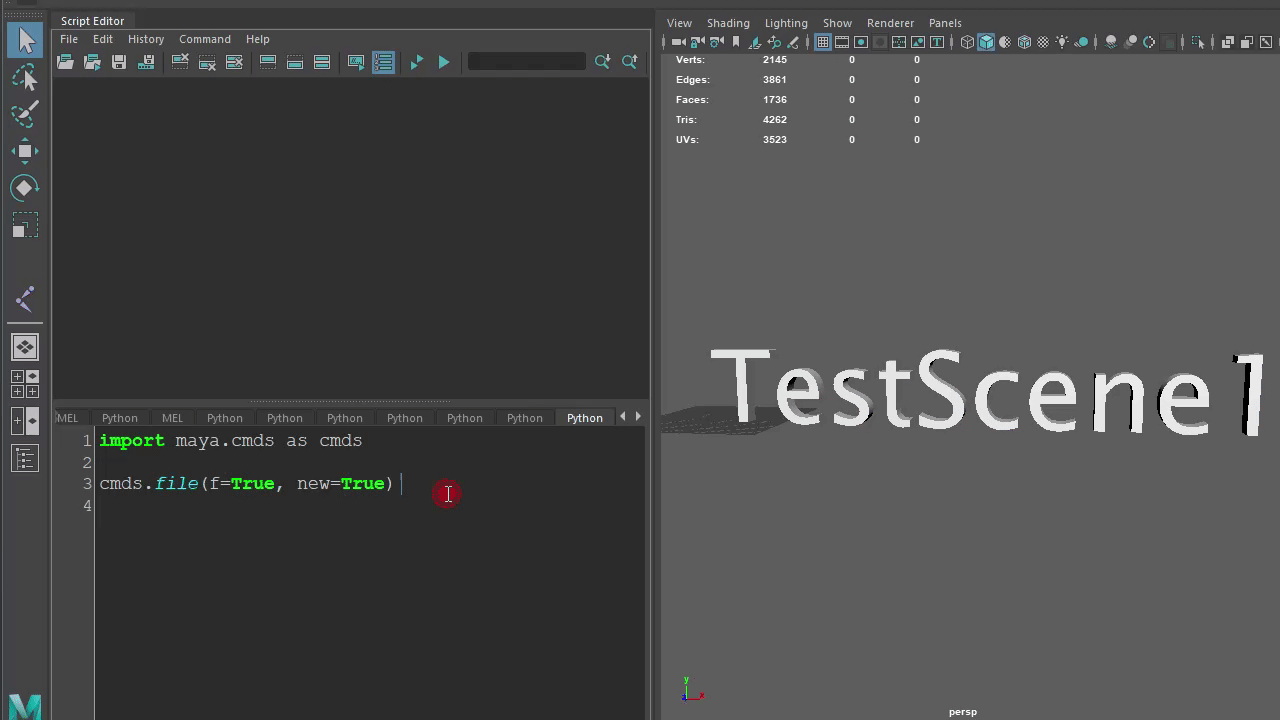 Script Editor
File Edit History Command Help
MEL Python MEL Python Python Python Python Python Python Python
1 import maya.cmds as cmds
2
3 cmds.file(f=True, new=True)
4
View Shading Lighting Show Renderer Panels
Verts: 2145 0 0
Edges: 3861 0 0
Faces: 1736 0 0
Tris: 4262 0 0
UVs: 3523 0 0
TestScene1
y
z x
persp
M